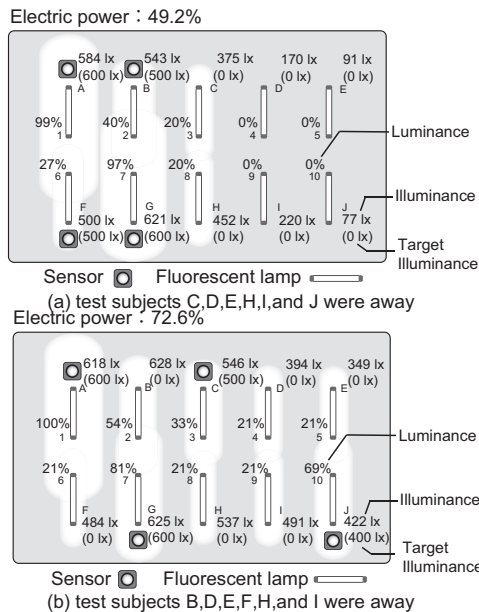 Electric power：49.2%
584 lx 543 lx 375 lx 170 lx 91 lx
(600 lx) (500 lx) (0 lx) (0 lx) (0 lx)
A B C D E
99% 40% 20% 0% 0%
1 2 3 4 5
Luminance
27% 97% 20% 0% 0%
6 7 8 9 10
Illuminance
F G H I J
500 lx 621 lx 452 lx 220 lx 77 lx
(500 lx) (600 lx) (0 lx) (0 lx) (0 lx)
Target
Illuminance
Sensor Fluorescent lamp
(a) test subjects C,D,E,H,I,and J were away
Electric power：72.6%
618 lx 628 lx 546 lx 394 lx 349 lx
(600 lx) (0 lx) (500 lx) (0 lx) (0 lx)
A B C D E
100% 54% 33% 21% 21%
1 2 3 4 5
Luminance
21% 81% 21% 21% 69%
6 7 8 9 10
Illuminance
F G H I J
484 lx 625 lx 537 lx 491 lx 422 lx
(0 lx) (600 lx) (0 lx) (0 lx) (400 lx)
Target
Illuminance
Sensor Fluorescent lamp
(b) test subjects B,D,E,F,H,and I were away